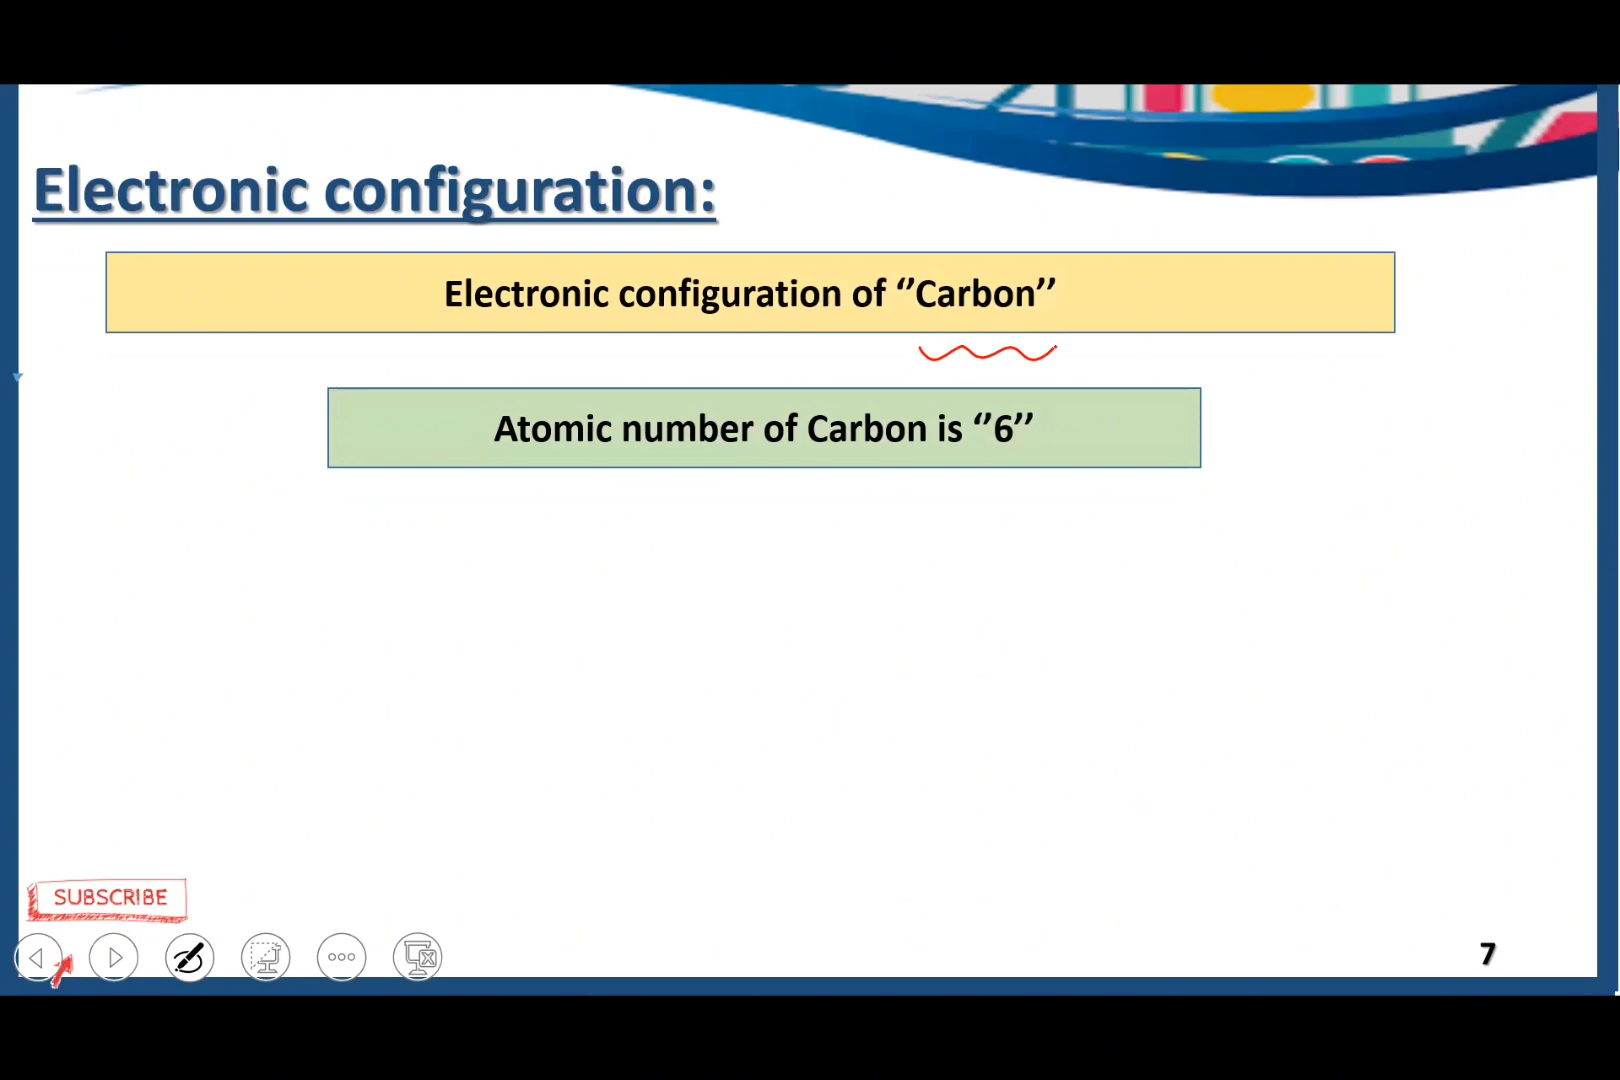 Electronic configuration:
Electronic configuration of ‘’Carbon’’
Atomic number of Carbon is ‘’6’’
SUBSCRIBE
7